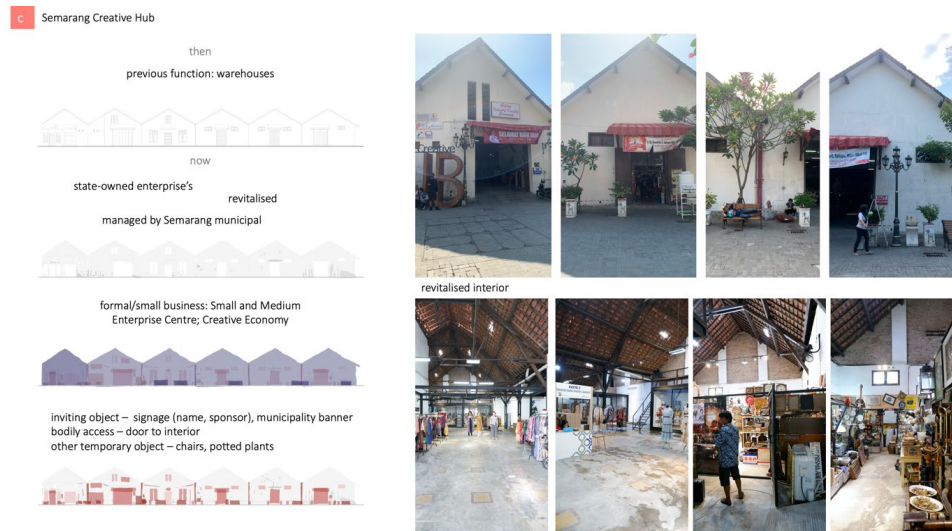 C Semarang Creative Hub
then
previous function: warehouses
now
state-owned enterprise's
revitalised
managed by Semarang municipal
formal/small business: Small and Medium
Enterprise Centre; Creative Economy
inviting object – signage (name, sponsor), municipality banner
bodily access – door to interior
other temporary object – chairs, potted plants
Creative
revitalised interior